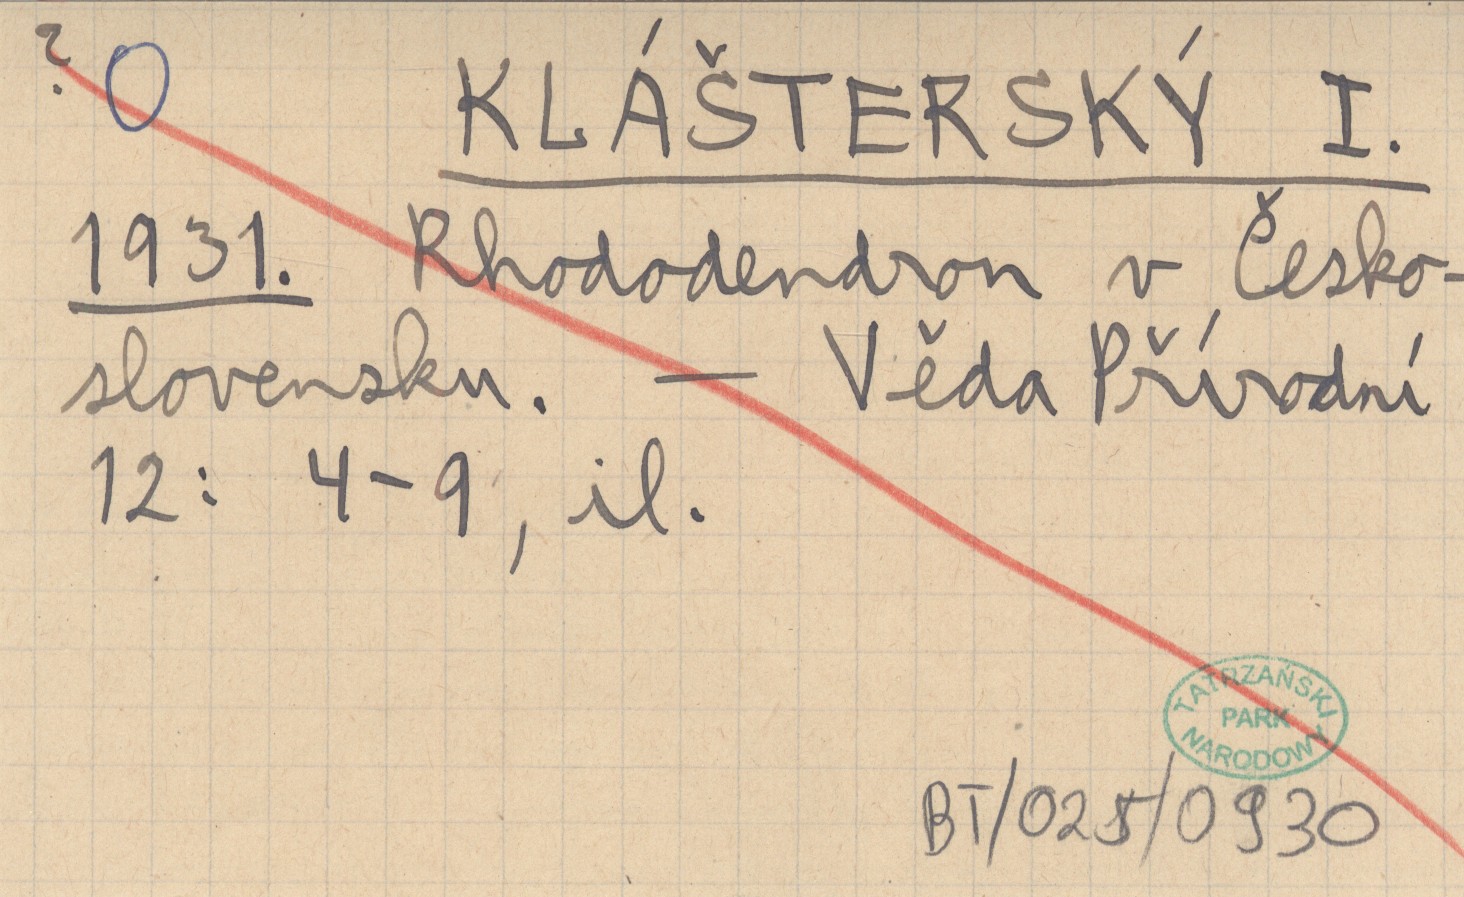 ?
KLÁŠTERSKÝ I.
1931. Rhododendron v Česko-
slovensku. — Věda Přírodní
12: 4-9, il.
TATRZAŃSKI
PARK
NARODOWY
BT/025/0930